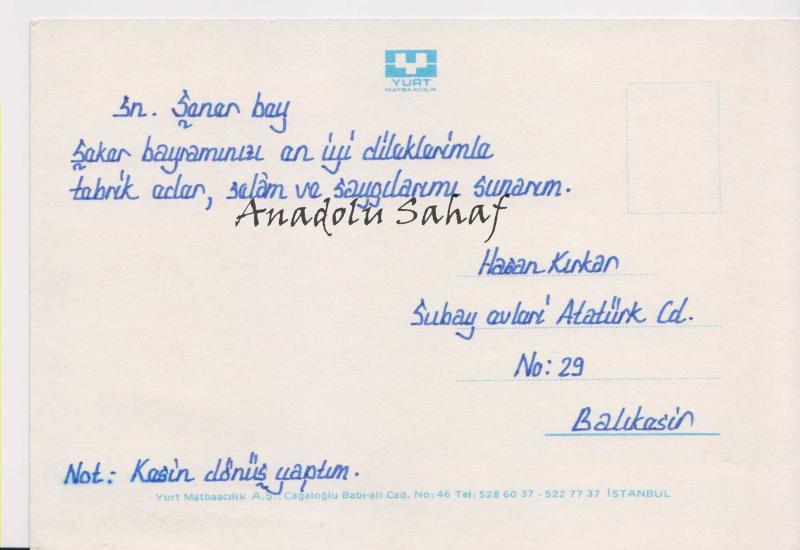 YURT
MATBAACILIK
Sn. Şener bey
Şeker bayramınızı en iyi dileklerimle
tebrik eder, selâm ve saygılarımı sunarım.
Anadolu Sahaf
Hasan Kırkan
Subay evleri Atatürk Cd.
No: 29
Balıkesir
Not: Kesin dönüş yaptım.
Yurt Matbaacılık A.Ş.: Cağaloğlu Babı-ali Cad. No: 46 Tel: 528 60 37 - 522 77 37 İSTANBUL